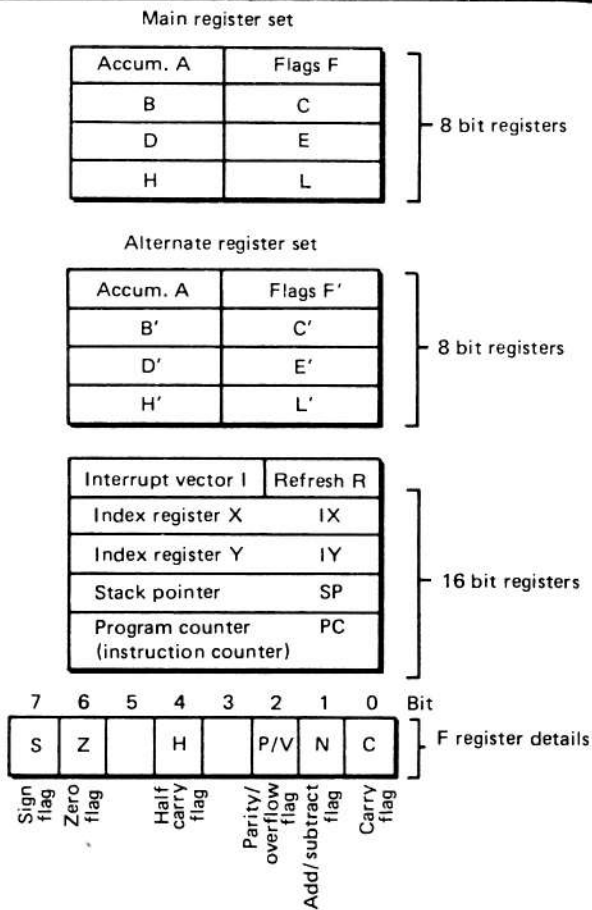 Main register set
Accum. A Flags F
B C
D E
H L
8 bit registers
Alternate register set
Accum. A Flags F'
B' C'
D' E'
H' L'
8 bit registers
Interrupt vector I Refresh R
Index register X IX
Index register Y IY
Stack pointer SP
Program counter PC
(instruction counter)
16 bit registers
7 6 5 4 3 2 1 0 Bit
S Z H P/V N C
F register details
Sign
flag
Zero
flag
Half
carry
flag
Parity/
overflow
flag
Add/subtract
flag
Carry
flag